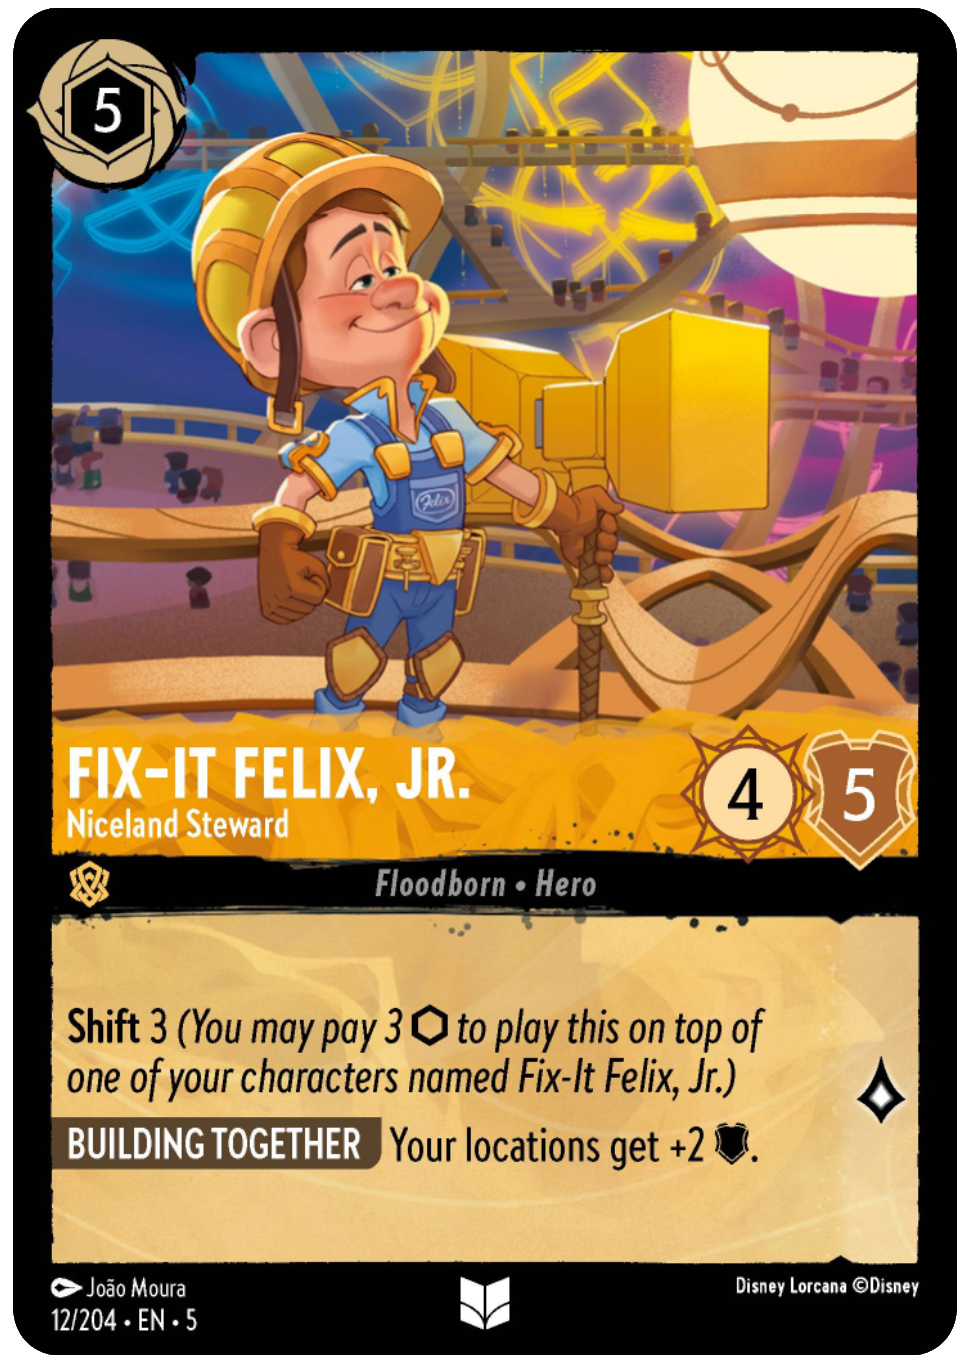 5
Felix
FIX-IT FELIX, JR.
Niceland Steward
4
5
Floodborn • Hero
Shift 3 (You may pay 3 ⬡ to play this on top of
one of your characters named Fix-It Felix, Jr.)
BUILDING TOGETHER Your locations get +2 .
João Moura
Disney Lorcana ©Disney
12/204 • EN • 5